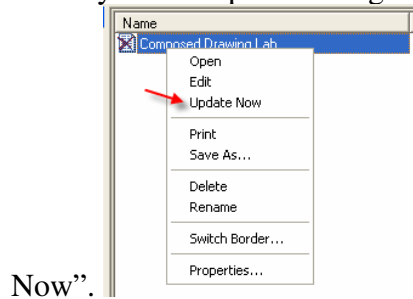 Name
Composed Drawing Lab
Open
Edit
Update Now
Print
Save As...
Delete
Rename
Switch Border...
Properties...
Now”.